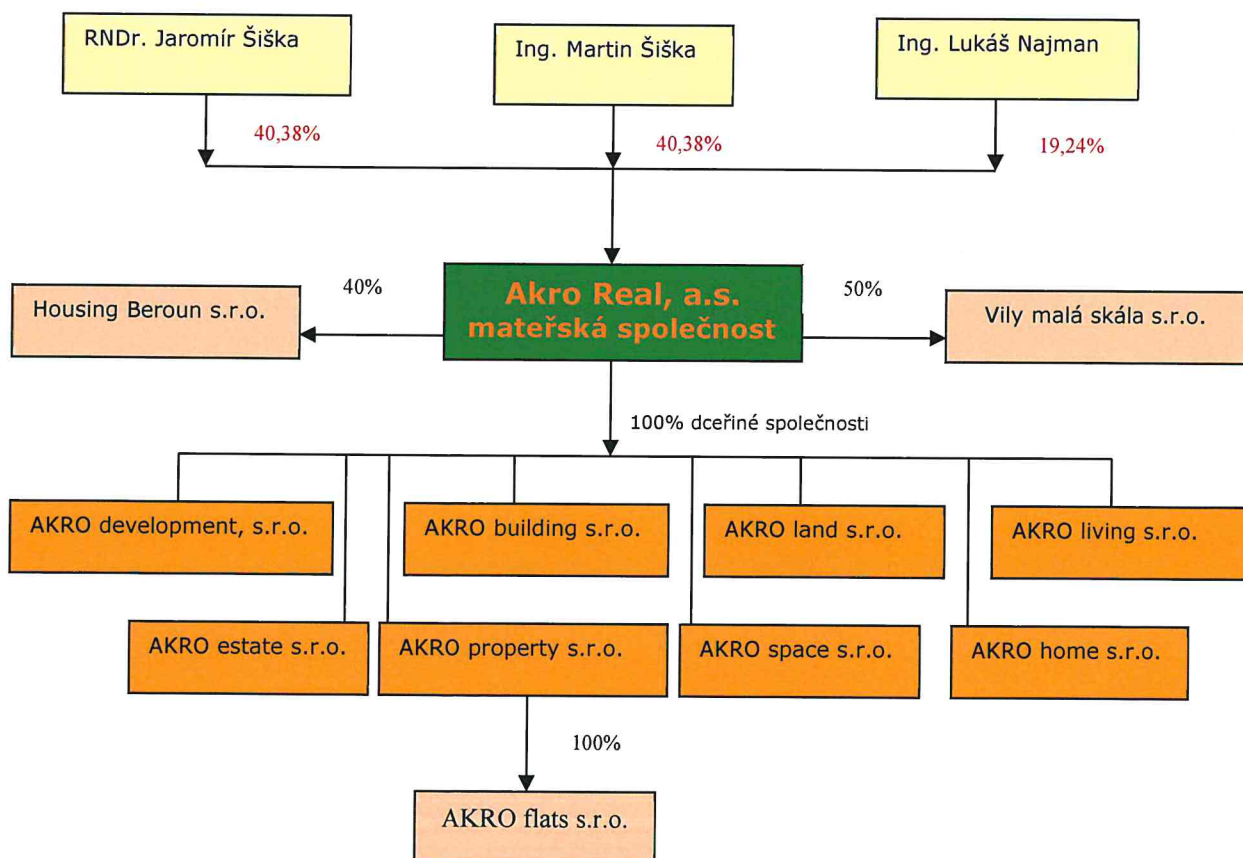 RNDr. Jaromír Šiška
Ing. Martin Šiška
Ing. Lukáš Najman
40,38%
40,38%
19,24%
Housing Beroun s.r.o.
40%
Akro Real, a.s.
mateřská společnost
50%
Vily malá skála s.r.o.
100% dceřiné společnosti
AKRO development, s.r.o.
AKRO building s.r.o.
AKRO land s.r.o.
AKRO living s.r.o.
AKRO estate s.r.o.
AKRO property s.r.o.
AKRO space s.r.o.
AKRO home s.r.o.
100%
AKRO flats s.r.o.